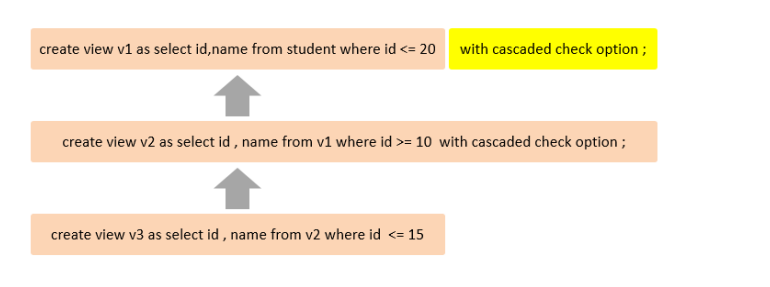 create view v1 as select id,name from student where id <= 20 with cascaded check option ;
create view v2 as select id , name from v1 where id >= 10 with cascaded check option ;
create view v3 as select id , name from v2 where id <= 15